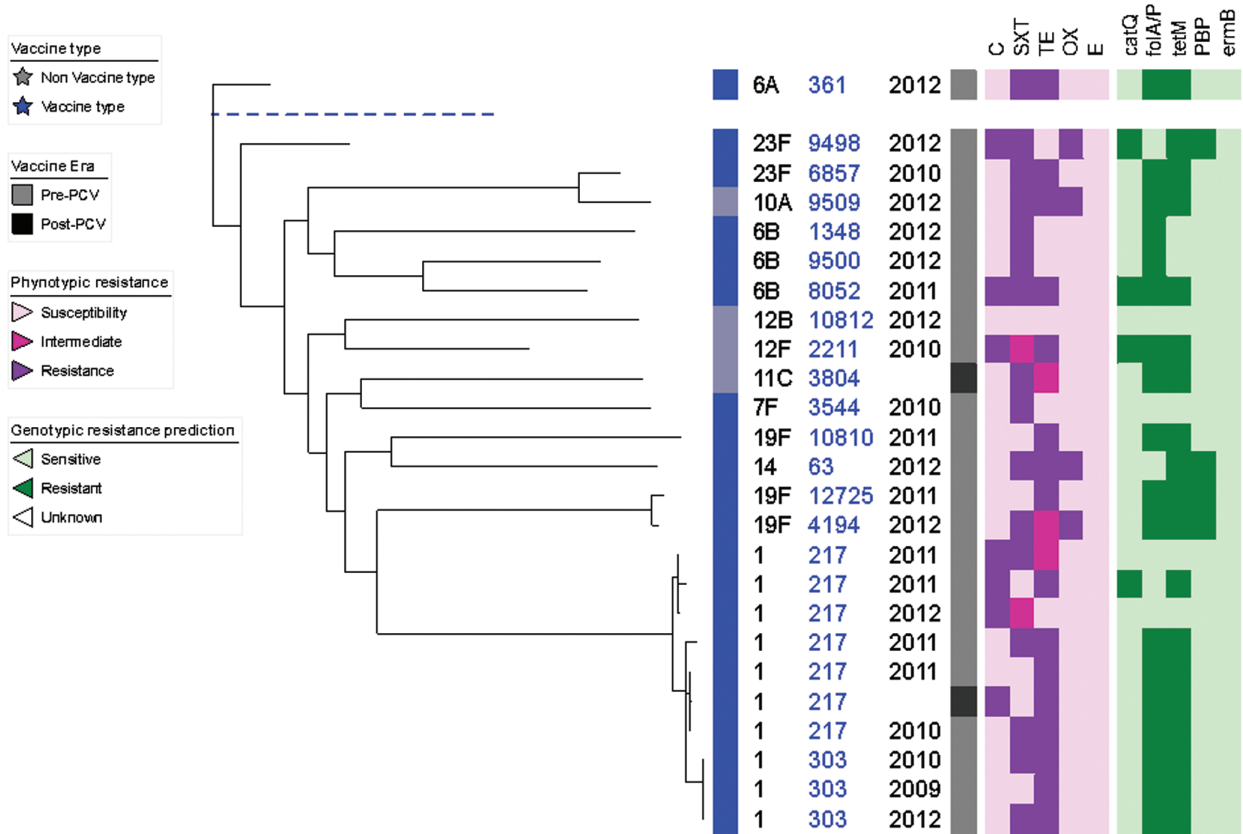 Vaccine type
Non Vaccine type
Vaccine type
Vaccine Era
Pre-PCV
Post-PCV
Phynotypic resistance
Susceptibility
Intermediate
Resistance
Genotypic resistance prediction
Sensitive
Resistant
Unknown
C SXT TE OX E catQ folA/P tetM PBP ermB
6A 361 2012
23F 9498 2012
23F 6857 2010
10A 9509 2012
6B 1348 2012
6B 9500 2012
6B 8052 2011
12B 10812 2012
12F 2211 2010
11C 3804
7F 3544 2010
19F 10810 2011
14 63 2012
19F 12725 2011
19F 4194 2012
1 217 2011
1 217 2011
1 217 2012
1 217 2011
1 217 2011
1 217
1 217 2010
1 303 2010
1 303 2009
1 303 2012